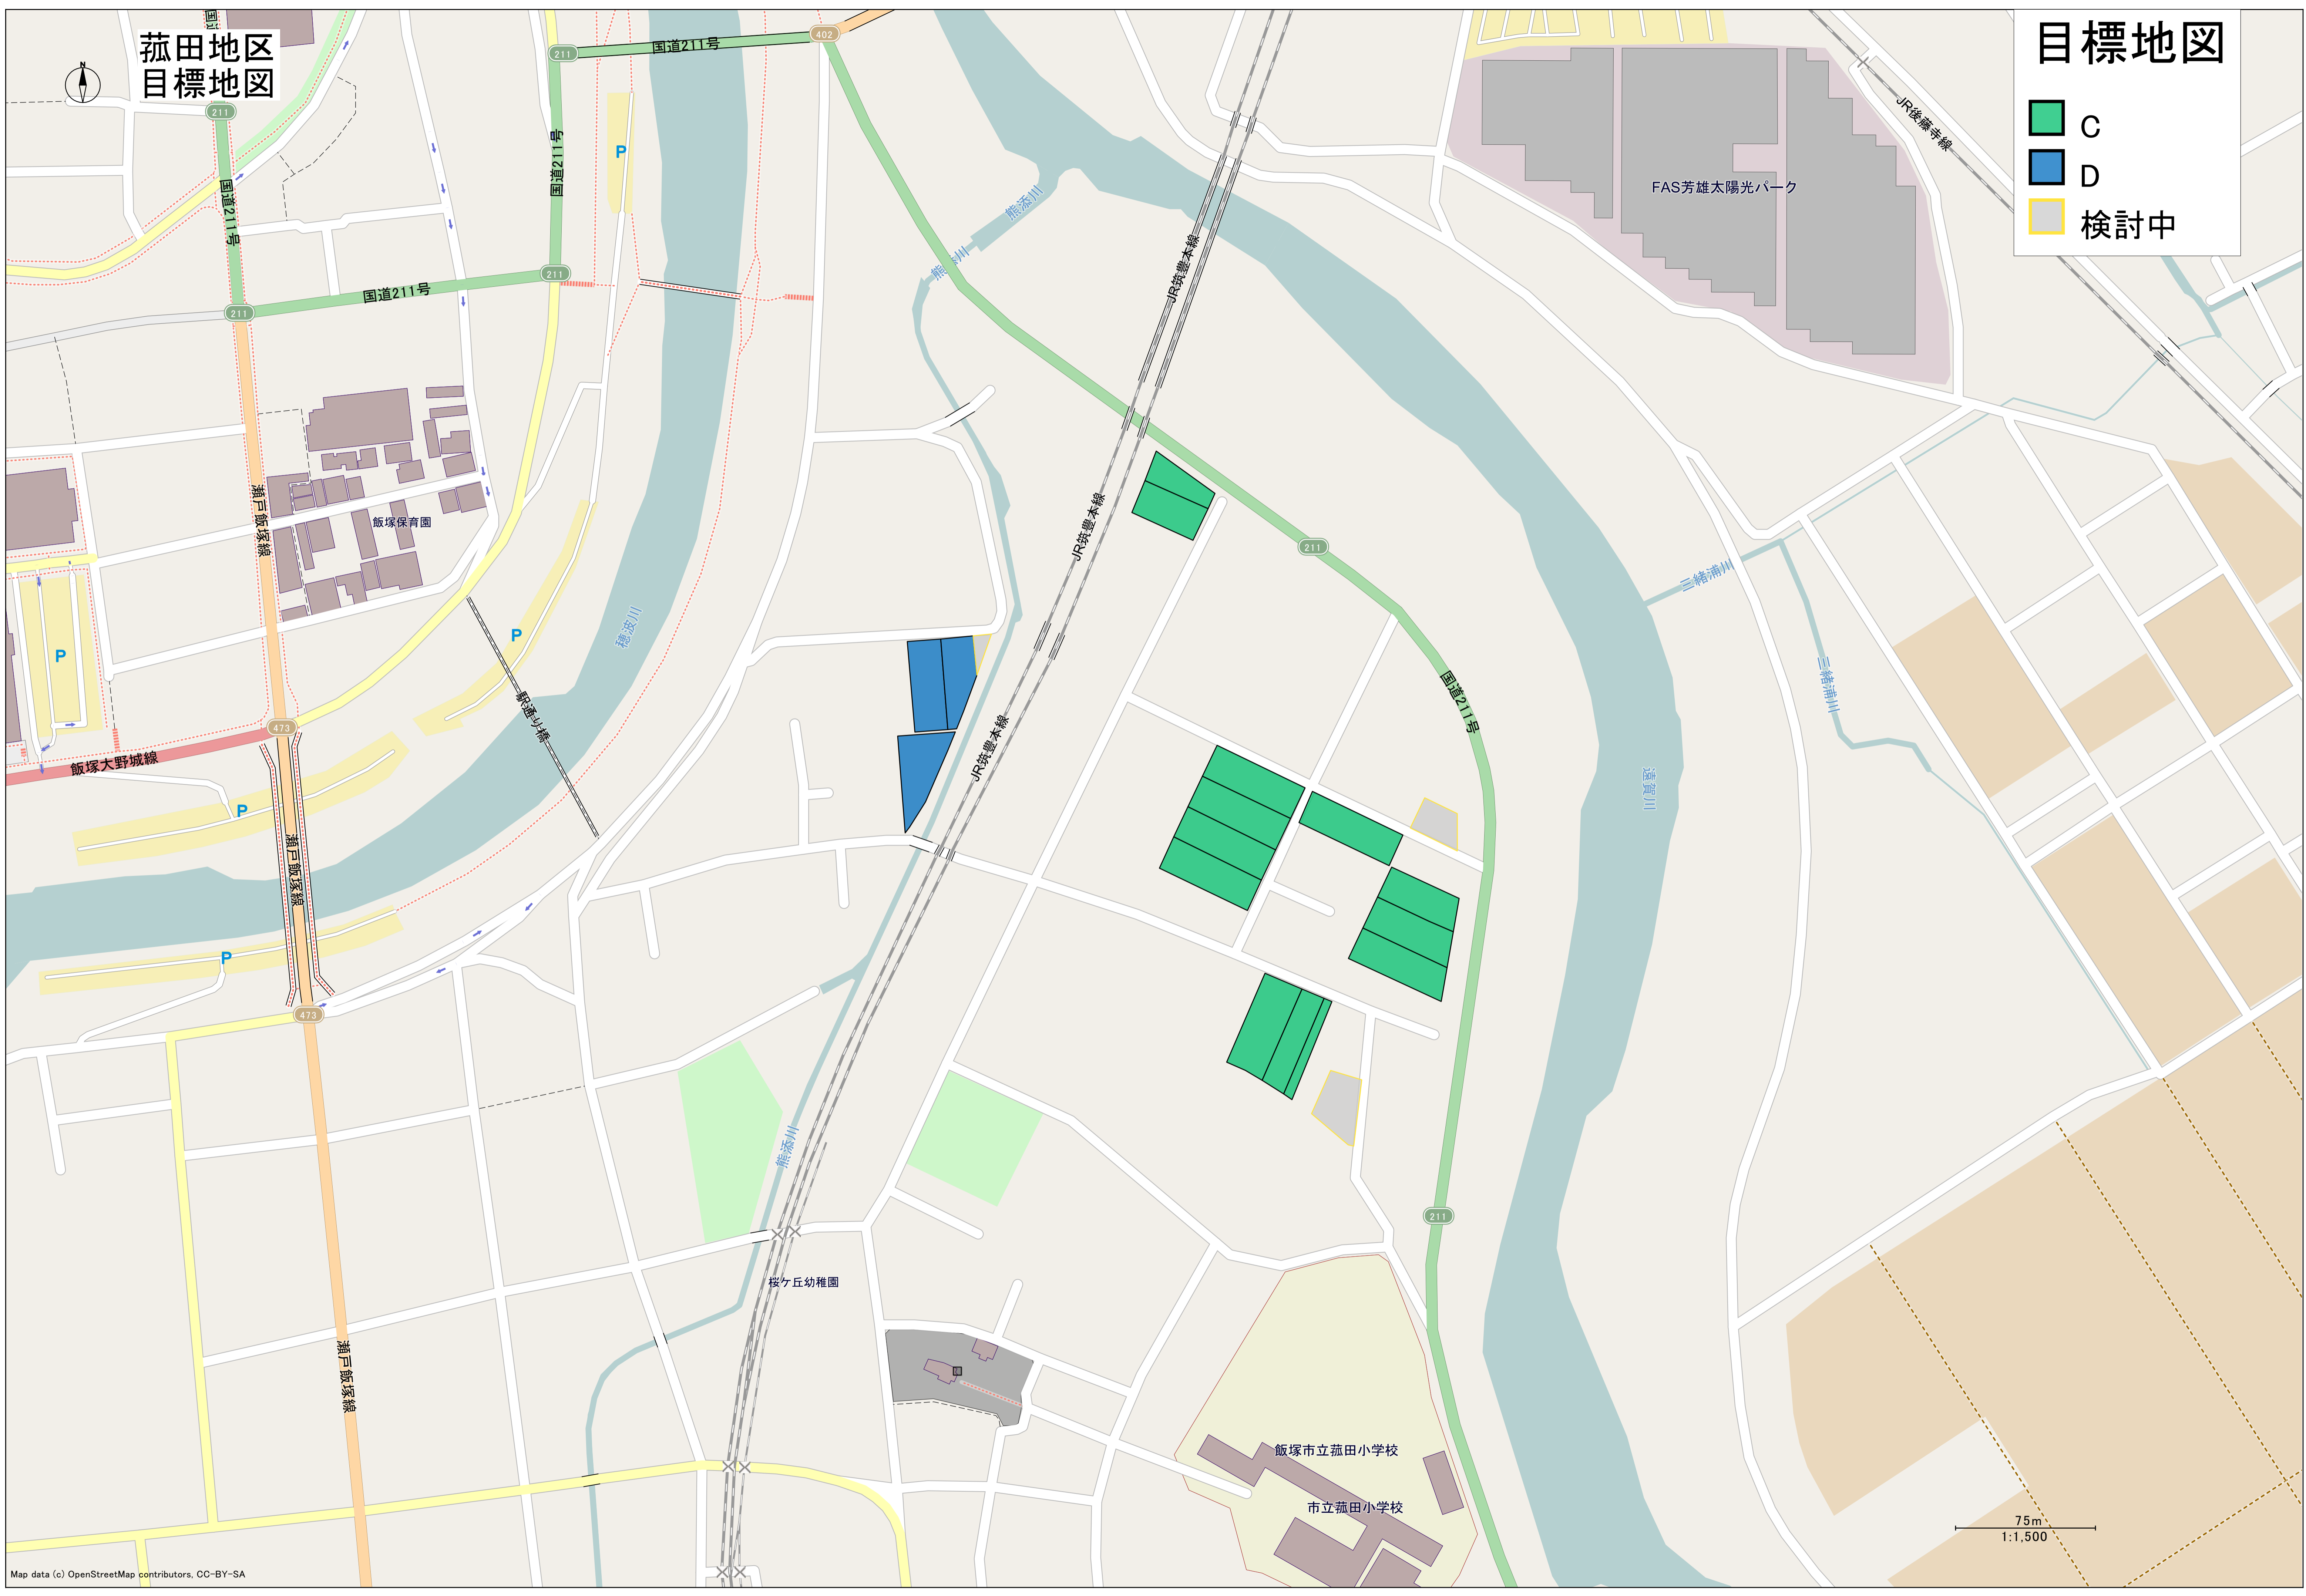 菰田地区
目標地図
N
目標地図
C
D
検討中
国道211号
402
211
国道211号
P
211
国道211号
211
国道211号
211
熊添川
熊添川
JR筑豊本線
FAS芳雄太陽光パーク
JR後藤寺線
瀬戸飯塚線
飯塚保育園
JR筑豊本線
211
三緒浦川
三緒浦川
P
P
穂波川
駅通り橋
国道211号
473
飯塚大野城線
JR筑豊本線
遠賀川
P
瀬戸飯塚線
P
473
熊添川
211
桜ケ丘幼稚園
瀬戸飯塚線
飯塚市立菰田小学校
市立菰田小学校
75m
1:1,500
Map data (c) OpenStreetMap contributors, CC-BY-SA